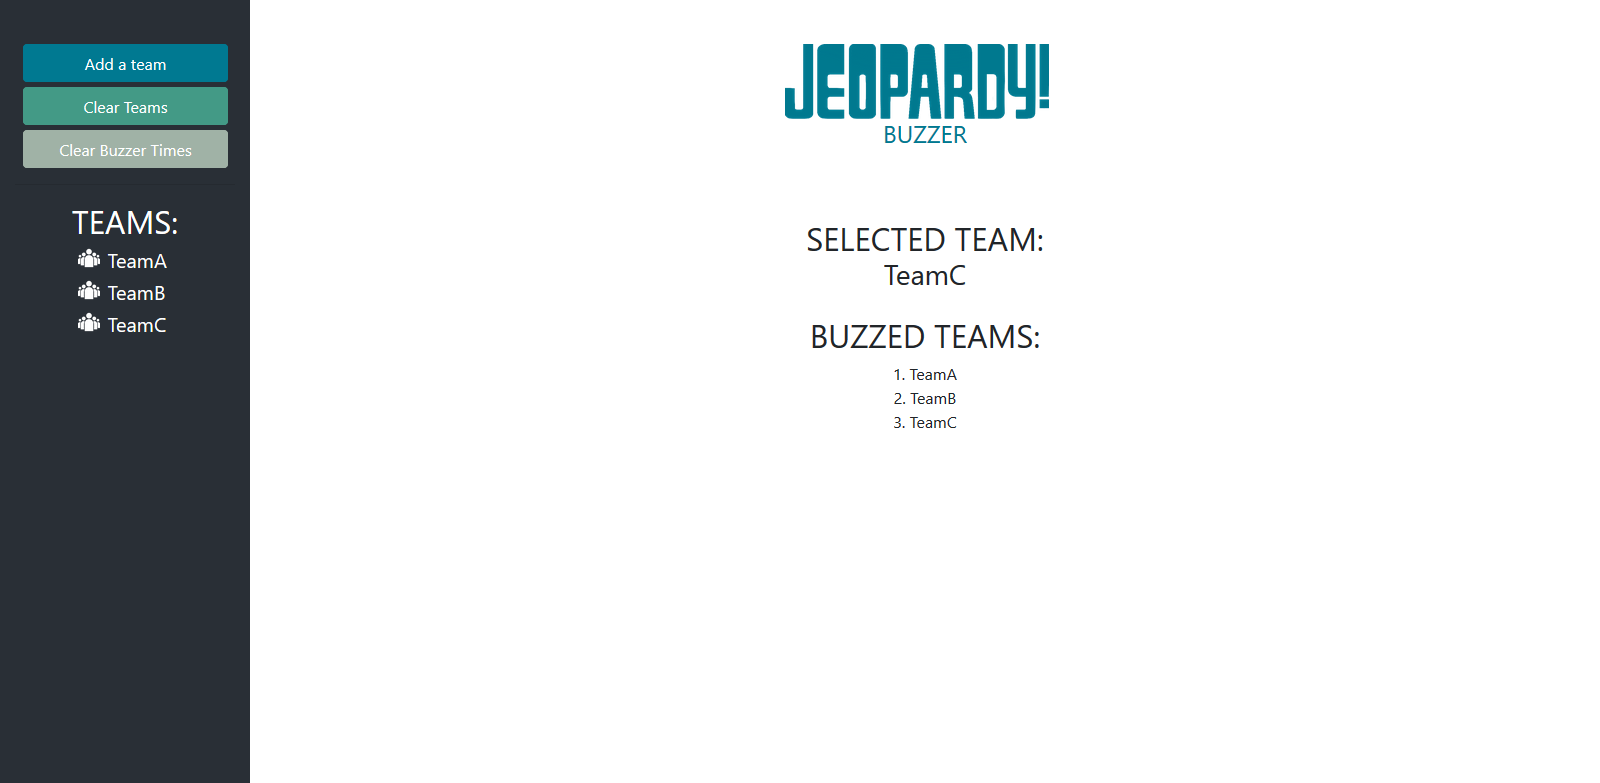 Add a team
Clear Teams
Clear Buzzer Times
TEAMS:
TeamA
TeamB
TeamC
JEOPARDY!
BUZZER
SELECTED TEAM:
TeamC
BUZZED TEAMS:
1. TeamA
2. TeamB
3. TeamC